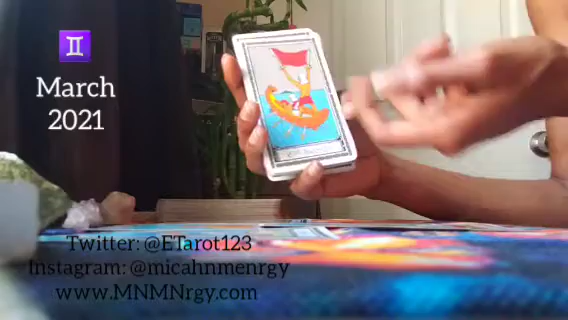 ♊
March
2021
Twitter: @ETarot123
Instagram: @micahnmenrgy
www.MNMNrgy.com